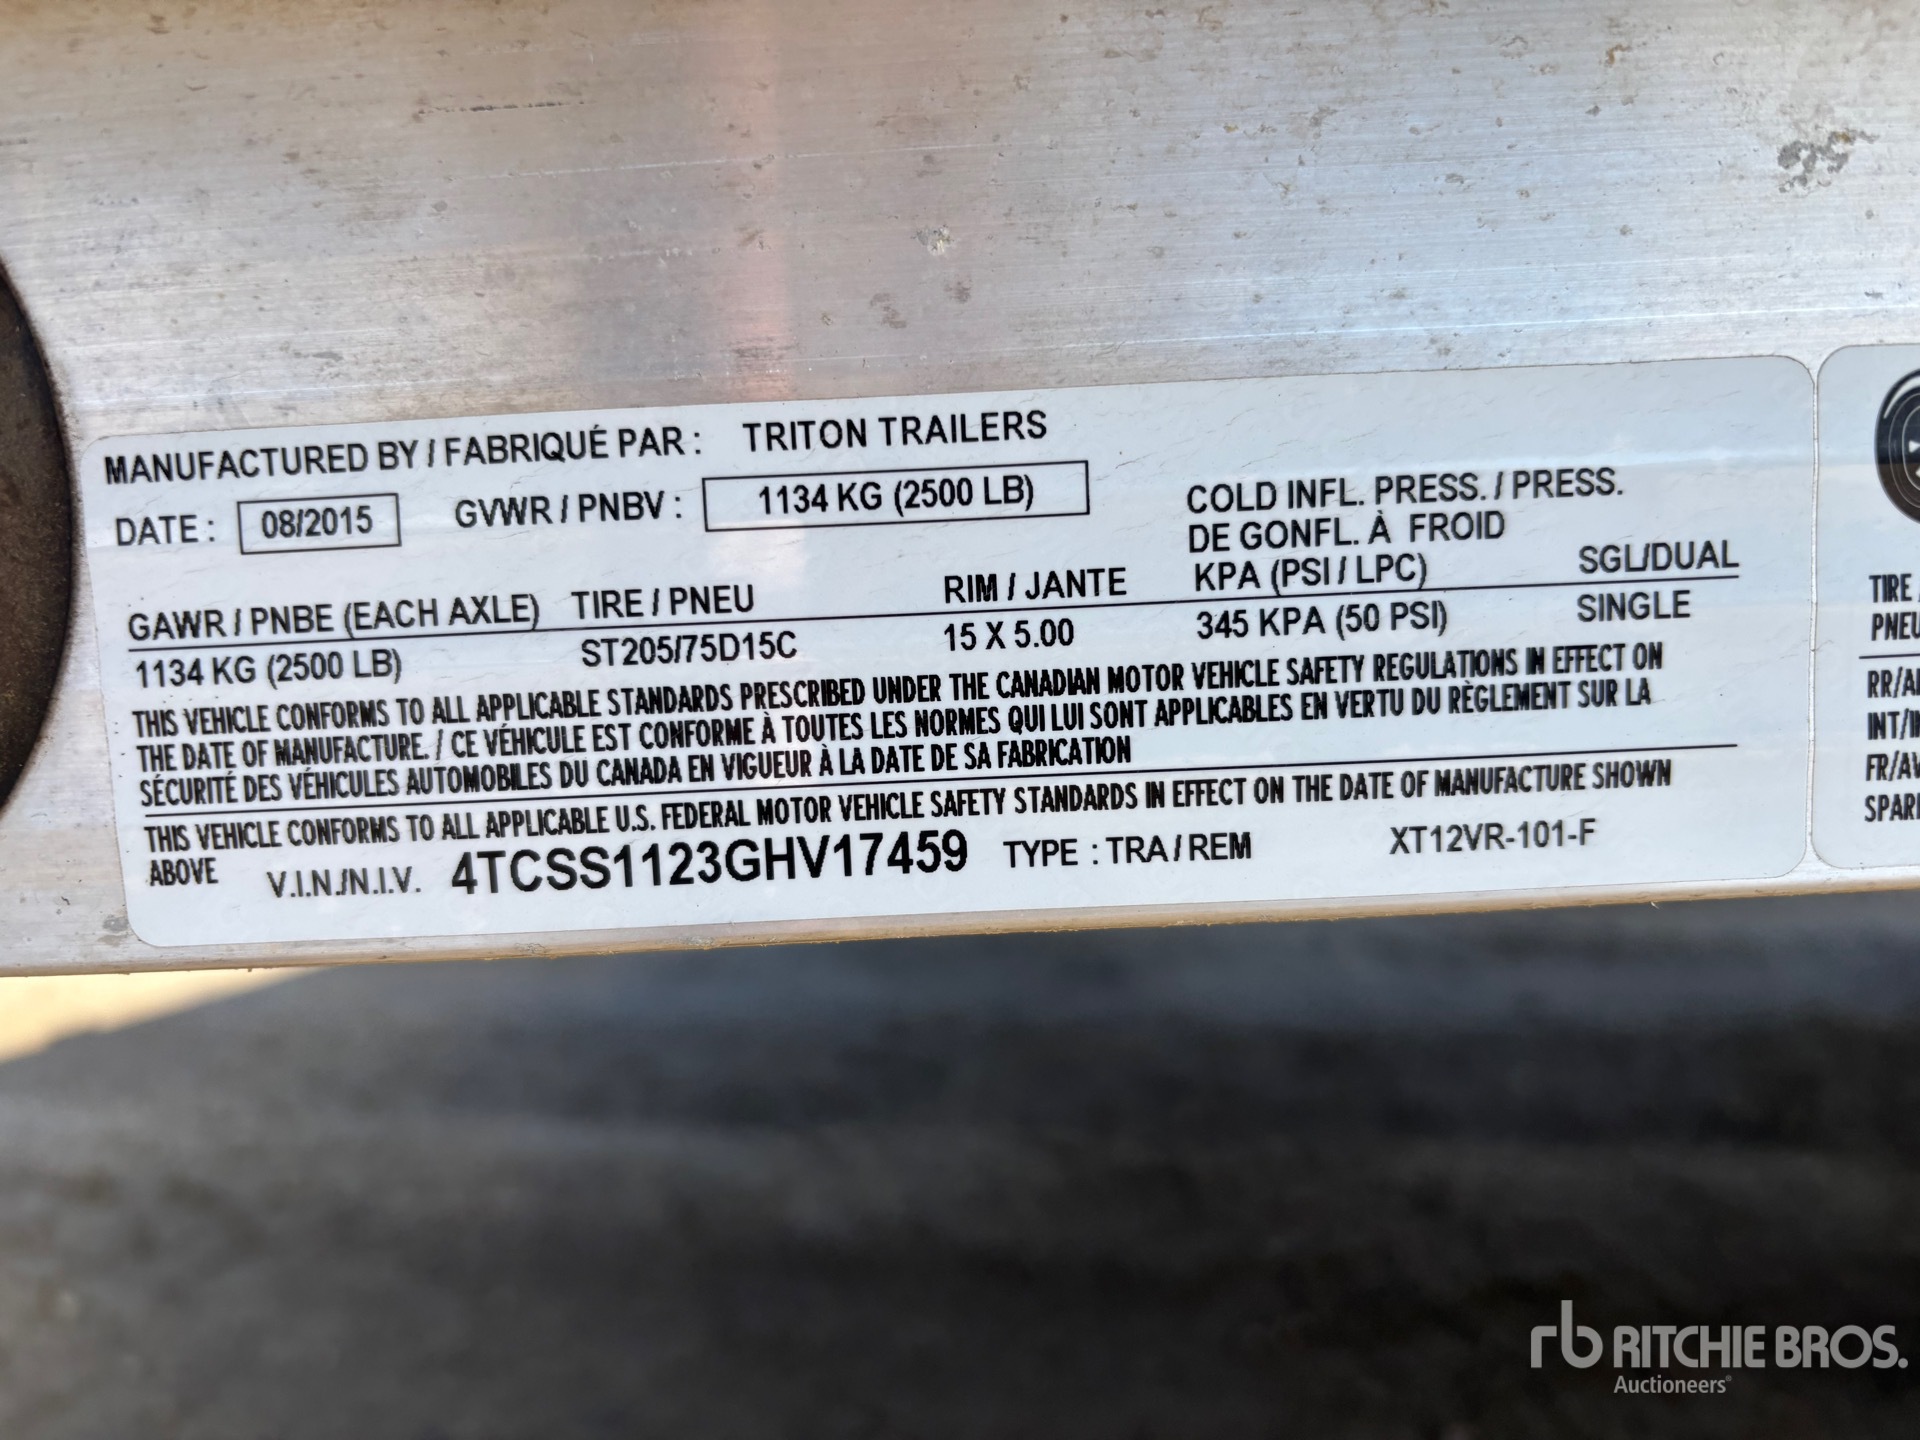 MANUFACTURED BY / FABRIQUÉ PAR : TRITON TRAILERS
DATE : 08/2015 GVWR / PNBV : 1134 KG (2500 LB)
COLD INFL. PRESS. / PRESS.
DE GONFL. À FROID
GAWR / PNBE (EACH AXLE) TIRE / PNEU RIM / JANTE KPA (PSI / LPC) SGL/DUAL
1134 KG (2500 LB) ST205/75D15C 15 X 5.00 345 KPA (50 PSI) SINGLE
THIS VEHICLE CONFORMS TO ALL APPLICABLE STANDARDS PRESCRIBED UNDER THE CANADIAN MOTOR VEHICLE SAFETY REGULATIONS IN EFFECT ON
THE DATE OF MANUFACTURE. / CE VÉHICULE EST CONFORME À TOUTES LES NORMES QUI LUI SONT APPLICABLES EN VERTU DU RÈGLEMENT SUR LA
SÉCURITÉ DES VÉHICULES AUTOMOBILES DU CANADA EN VIGUEUR À LA DATE DE SA FABRICATION
THIS VEHICLE CONFORMS TO ALL APPLICABLE U.S. FEDERAL MOTOR VEHICLE SAFETY STANDARDS IN EFFECT ON THE DATE OF MANUFACTURE SHOWN
ABOVE V.I.N./N.I.V. 4TCSS1123GHV17459 TYPE : TRA / REM XT12VR-101-F
TIRE
PNEU
RR/A
INT/
FR/AV
SPAR
rb RITCHIE BROS.
Auctioneers®